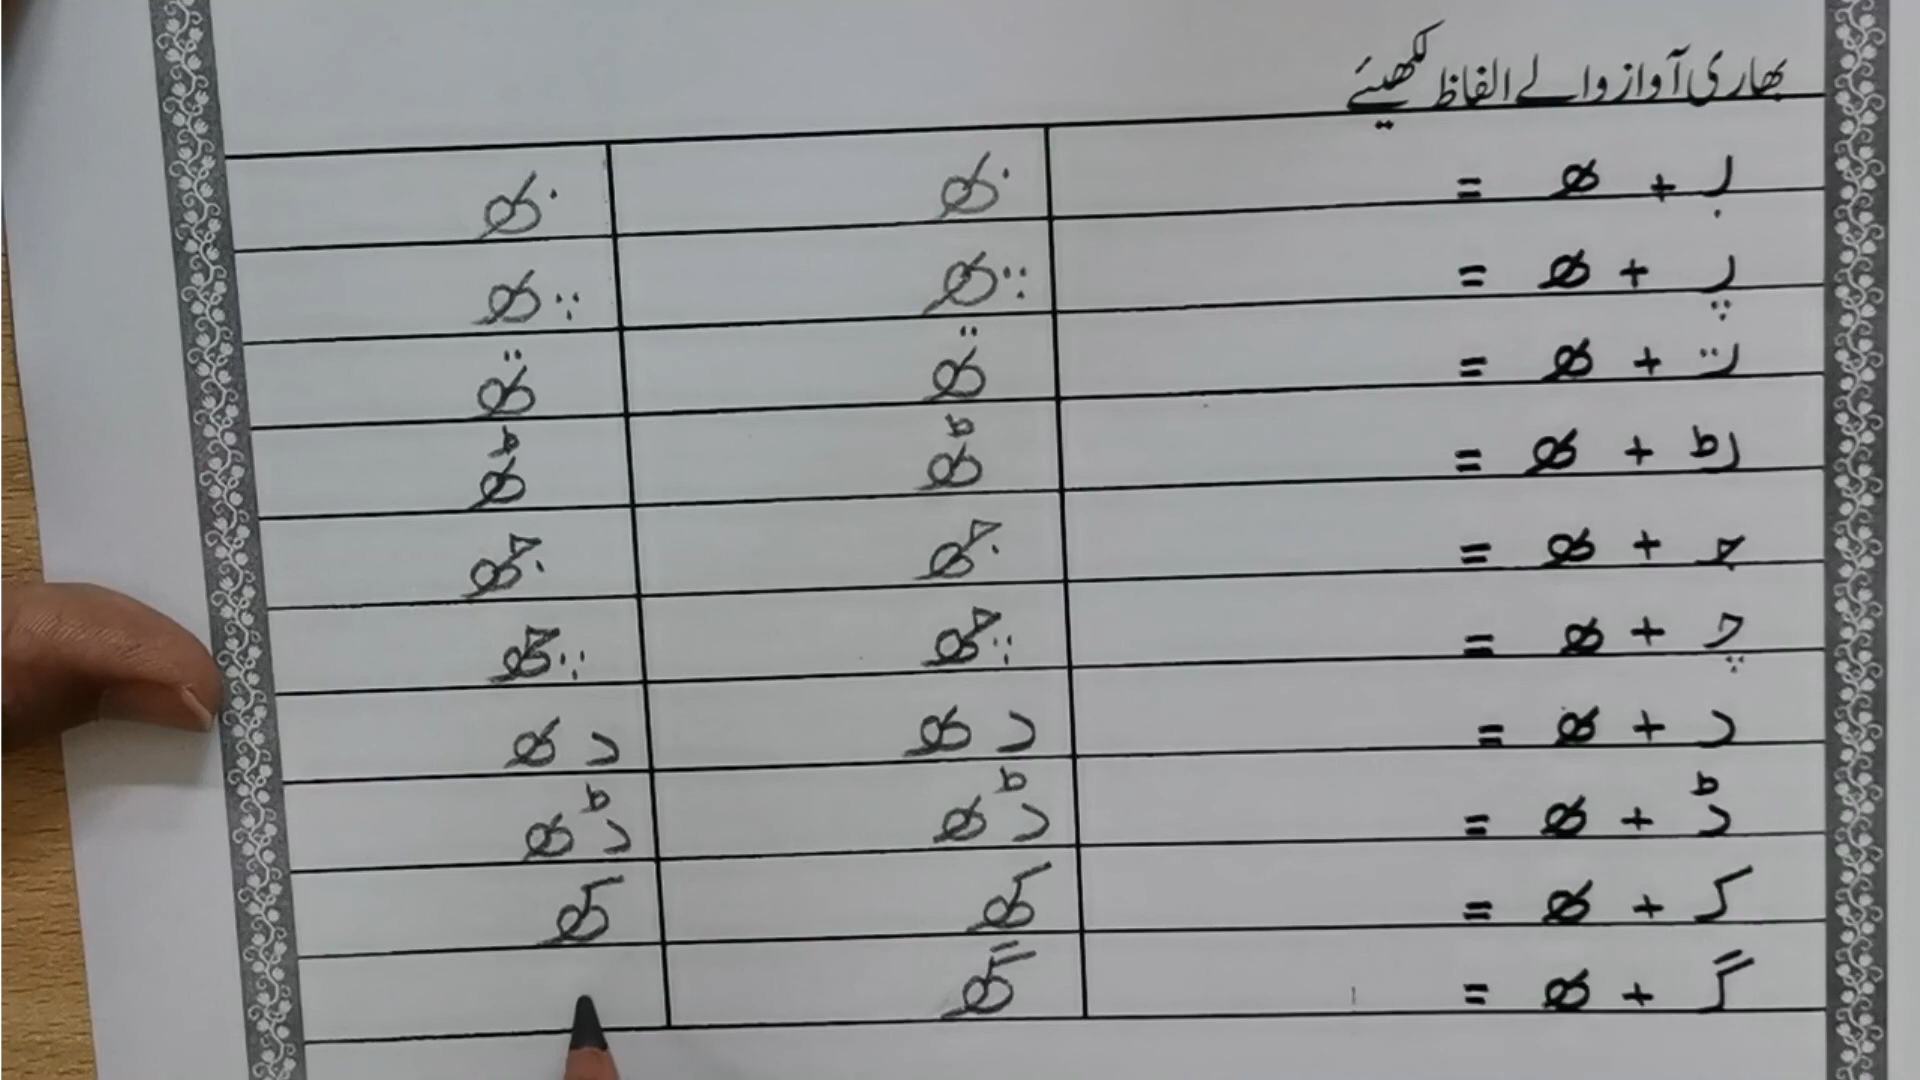 بھاری آواز والے الفاظ لکھیئے
ب + ھ = بھ بھ
پ + ھ = پھ پھ
ت + ھ = تھ تھ
ٹ + ھ = ٹھ ٹھ
ج + ھ = جھ جھ
چ + ھ = چھ چھ
د + ھ = دھ دھ
ڈ + ھ = ڈھ ڈھ
ک + ھ = کھ کھ
گ + ھ = گھ